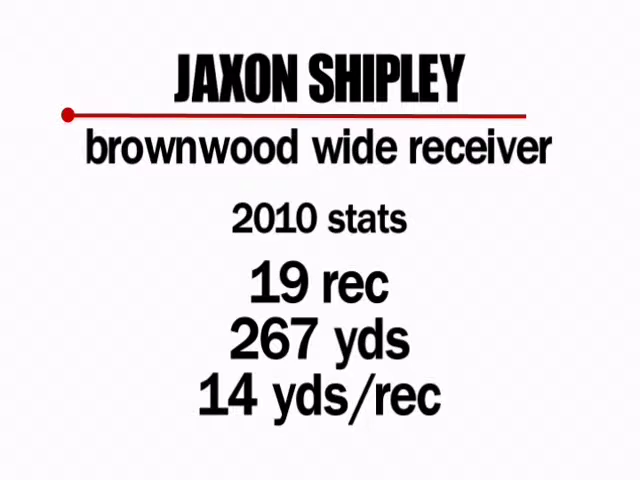 JAXON SHIPLEY
brownwood wide receiver
2010 stats
19 rec
267 yds
14 yds/rec